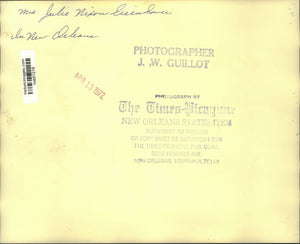 Mrs Julie Nixon Eisenhower
In New Orleans
PHOTOGRAPHER
J. W. GUILLOT
APR 19 1972
PHOTOGRAPH BY
The Times-Picayune
NEW ORLEANS STATES-ITEM
AUTHORITY TO PUBLISH
OR COPY MUST BE OBTAINED FROM
THE TIMES-PICAYUNE PUB. CORP.
3800 HOWARD AVE.
NEW ORLEANS, LOUISIANA 70140